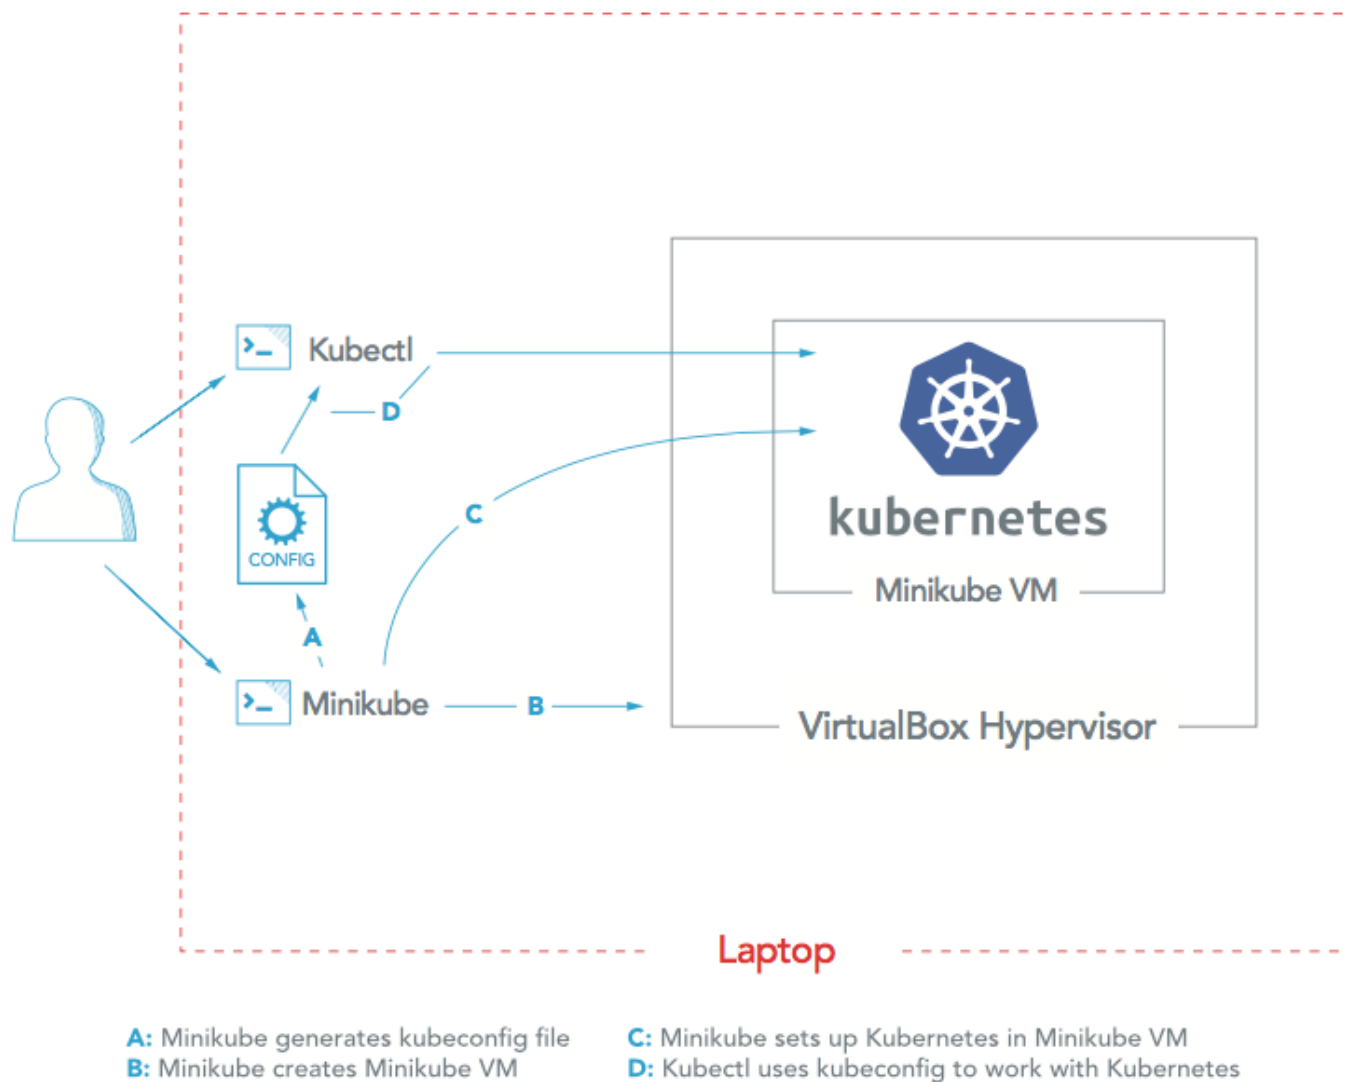 >_ Kubectl
D
CONFIG
C
kubernetes
Minikube VM
A
>_ Minikube
B
VirtualBox Hypervisor
Laptop
A: Minikube generates kubeconfig file
B: Minikube creates Minikube VM
C: Minikube sets up Kubernetes in Minikube VM
D: Kubectl uses kubeconfig to work with Kubernetes